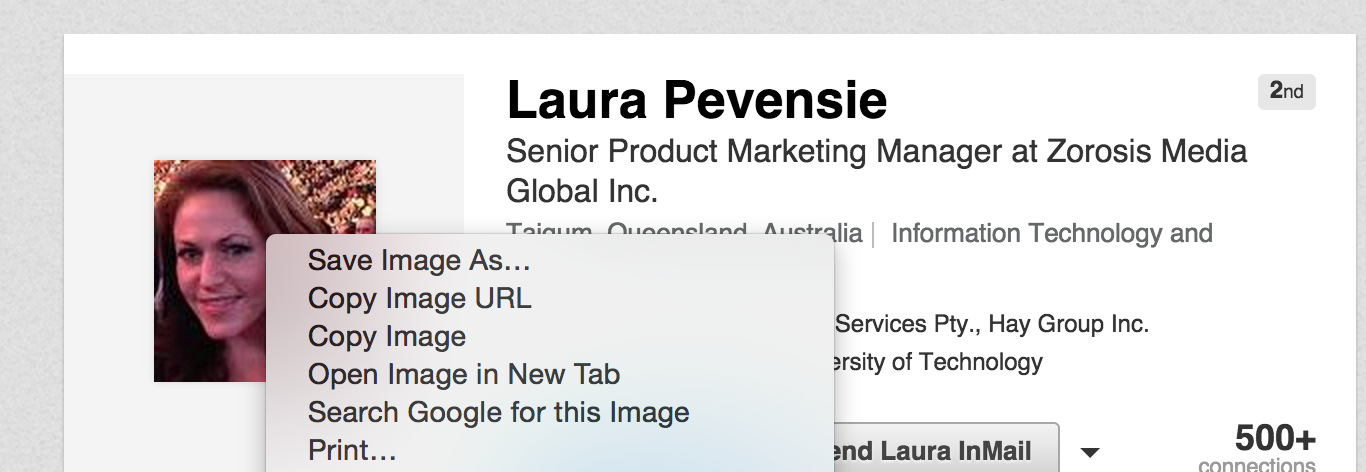 Laura Pevensie
2nd
Senior Product Marketing Manager at Zorosis Media
Global Inc.
Taigum, Queensland, Australia | Information Technology and
Services Pty., Hay Group Inc.
ersity of Technology
Save Image As...
Copy Image URL
Copy Image
Open Image in New Tab
Search Google for this Image
Print...
end Laura InMail
500+
connections